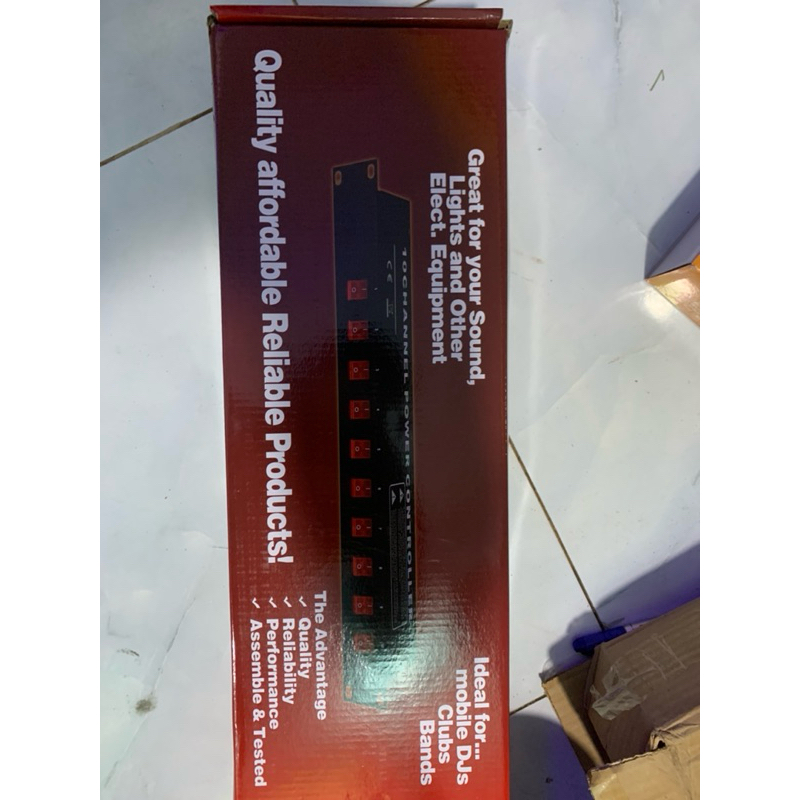 Great for your Sound,
Lights and Other
Elect. Equipment
Ideal for...
mobile DJs
Clubs
Bands
10CHANNEL POWER CONTROLLER
CE
The Advantage
✓ Quality
✓ Reliability
✓ Performance
✓ Assemble & Tested
Quality affordable Reliable Products!